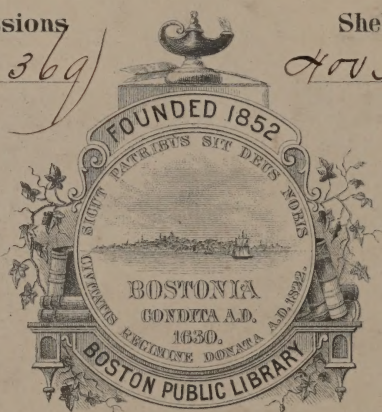 ssions She
369)
FOUNDED 1852
SICUT PATRIBUS SIT DEUS NOBIS
BOSTONIA
CONDITA A.D.
1630.
CIVITATIS REGIMINE DONATA A.D. 1822.
BOSTON PUBLIC LIBRARY